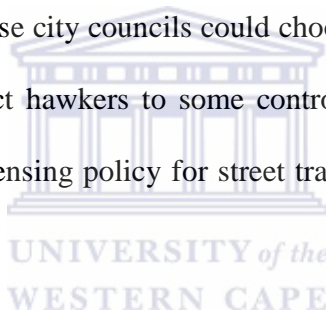 se city councils could choo
ct hawkers to some contro
ensing policy for street tra
UNIVERSITY of the
WESTERN CAPE